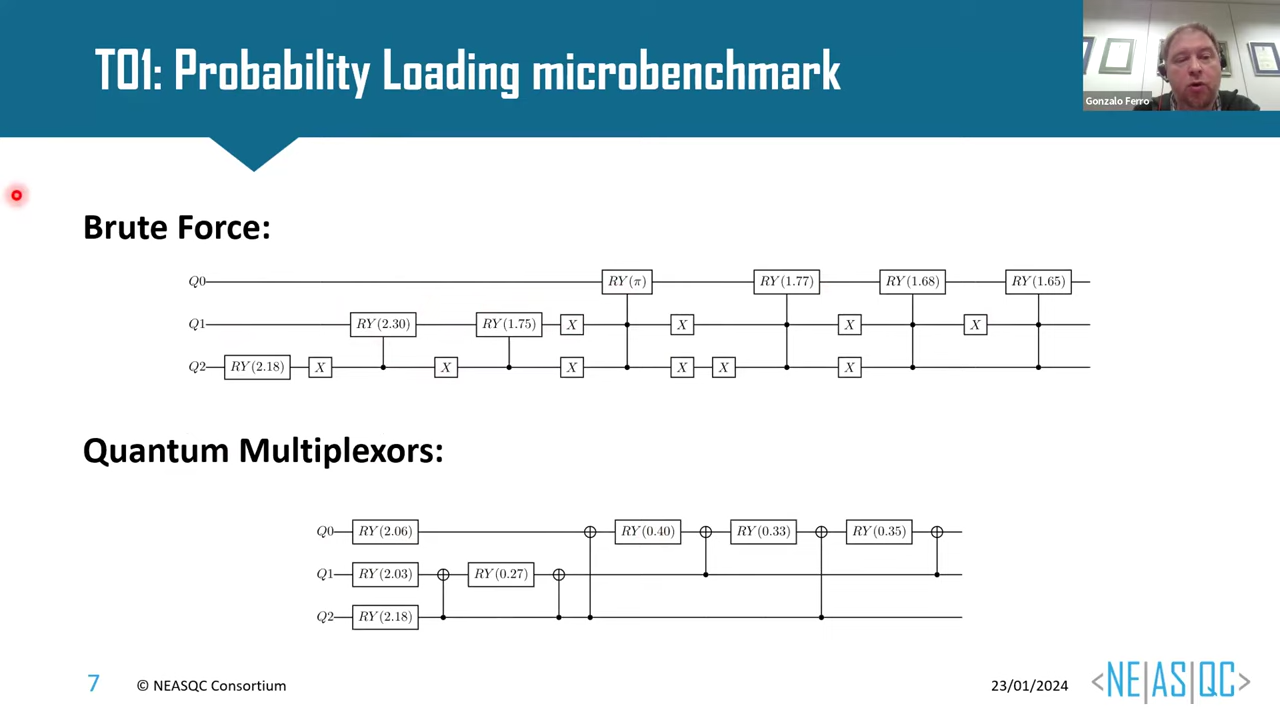 T01: Probability Loading microbenchmark
Gonzalo Ferro
Brute Force:
Q0 RY(π) RY(1.77) RY(1.68) RY(1.65)
Q1 RY(2.30) RY(1.75) X X X X
Q2 RY(2.18) X X X X X X
Quantum Multiplexors:
Q0 RY(2.06) RY(0.40) RY(0.33) RY(0.35)
Q1 RY(2.03) RY(0.27)
Q2 RY(2.18)
7 © NEASQC Consortium 23/01/2024 <NE|AS|QC>